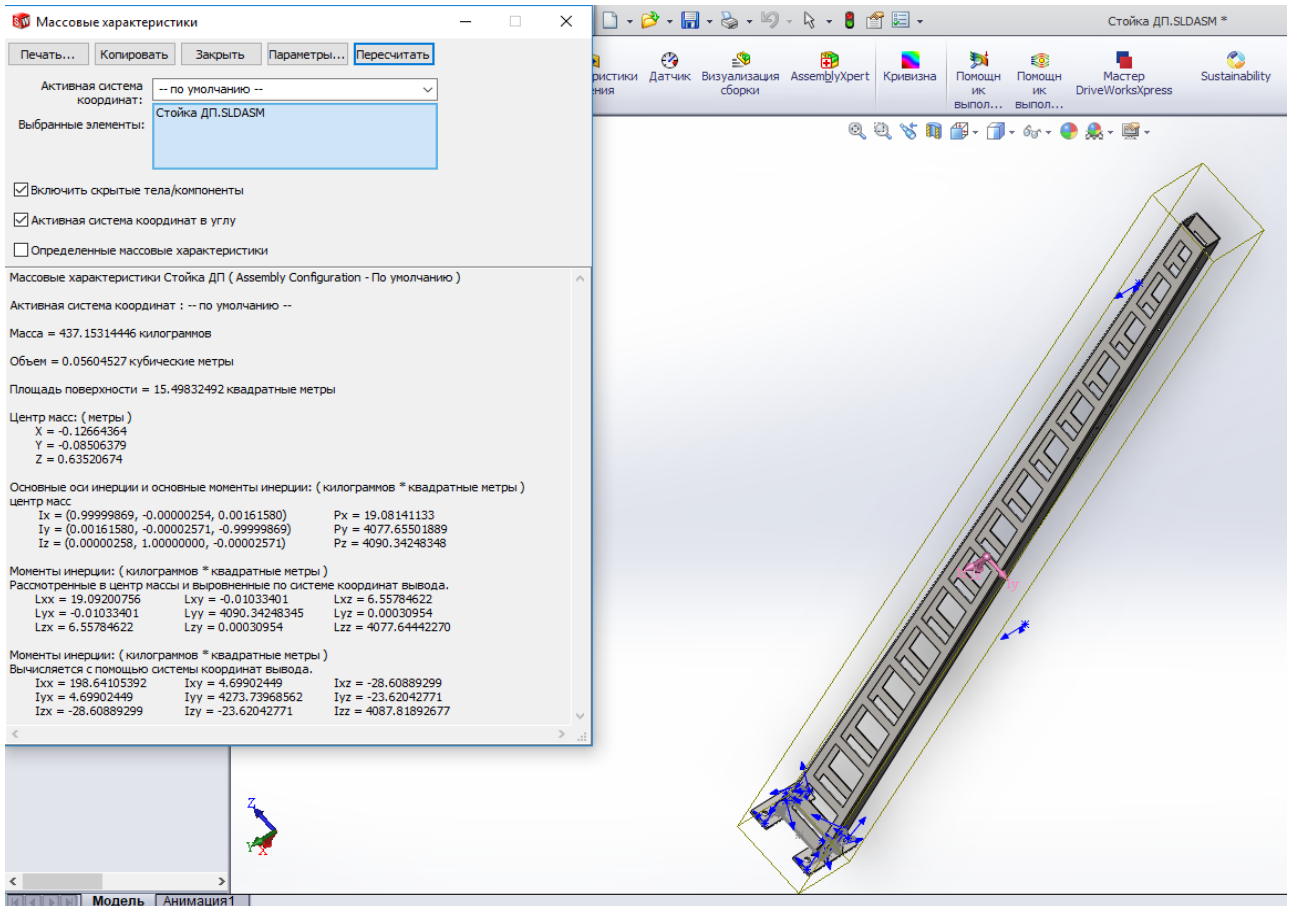 Массовые характеристики
Стойка ДП.SLDASM *
Печать...
Копировать
Закрыть
Параметры...
Пересчитать
Активная система координат:
-- по умолчанию --
Выбранные элементы:
Стойка ДП.SLDASM
Включить скрытые тела/компоненты
Активная система координат в углу
Определенные массовые характеристики
Массовые характеристики Стойка ДП ( Assembly Configuration - По умолчанию )
Активная система координат : -- по умолчанию --
Масса = 437.15314446 килограммов
Объем = 0.05604527 кубические метры
Площадь поверхности = 15.49832492 квадратные метры
Центр масс: ( метры )
X = -0.12664364
Y = -0.08506379
Z = 0.63520674
Основные оси инерции и основные моменты инерции: ( килограммов * квадратные метры )
центр масс
Ix = (0.99999869, -0.00000254, 0.00161580) Px = 19.08141133
Iy = (0.00161580, -0.00002571, -0.99999869) Py = 4077.65501889
Iz = (0.00000258, 1.00000000, -0.00002571) Pz = 4090.34248348
Моменты инерции: ( килограммов * квадратные метры )
Рассмотренные в центр массы и выровненные по системе координат вывода.
Lxx = 19.09200756 Lxy = -0.01033401 Lxz = 6.55784622
Lyx = -0.01033401 Lyy = 4090.34248345 Lyz = 0.00030954
Lzx = 6.55784622 Lzy = 0.00030954 Lzz = 4077.64442270
Моменты инерции: ( килограммов * квадратные метры )
Вычисляется с помощью системы координат вывода.
Ixx = 198.64105392 Ixy = 4.69902449 Ixz = -28.60889299
Iyx = 4.69902449 Iyy = 4273.73968562 Iyz = -23.62042771
Izx = -28.60889299 Izy = -23.62042771 Izz = 4087.81892677
ристики
ния
Датчик
Визуализация
сборки
AssemblyXpert
Кривизна
Помощн
ик
выпол...
Помощн
ик
выпол...
Мастер
DriveWorksXpress
Sustainability
Iy
Z
Y
X
Модель
Анимация1